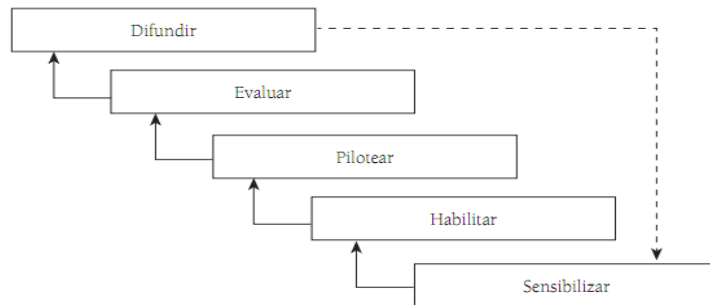 Difundir
Evaluar
Pilotear
Habilitar
Sensibilizar